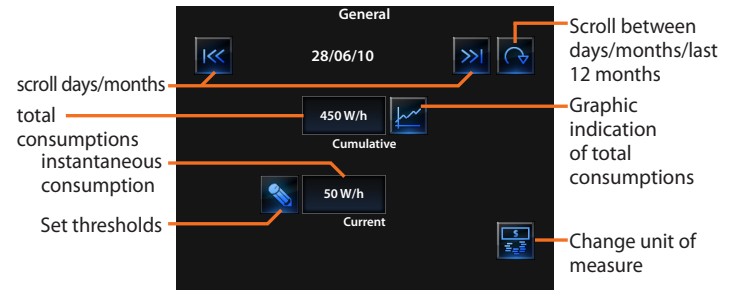 General
28/06/10
Scroll between
days/months/last
12 months
scroll days/months
total
consumptions
450 W/h
Cumulative
Graphic
indication
of total
consumptions
instantaneous
consumption
50 W/h
Current
Set thresholds
$
Change unit of
measure